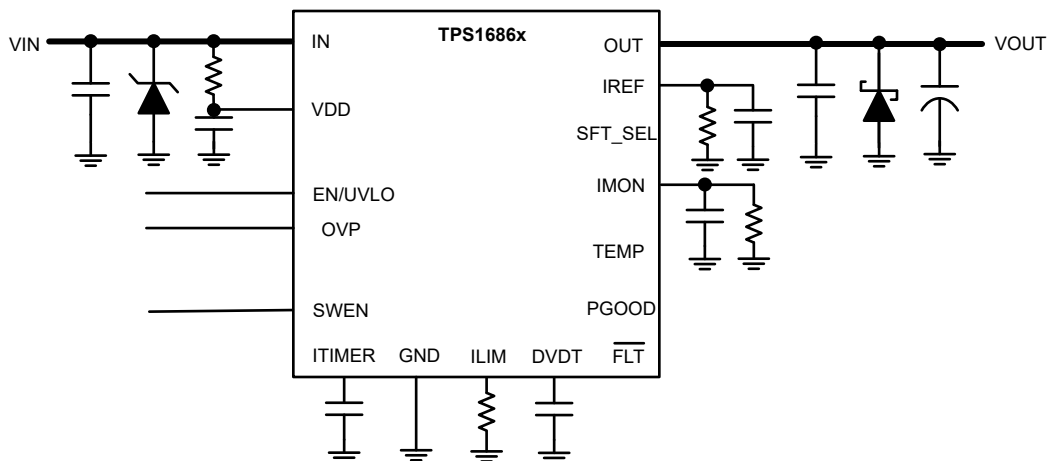 TPS1686x
VIN
IN
OUT
VOUT
IREF
VDD
SFT_SEL
EN/UVLO
IMON
OVP
TEMP
SWEN
PGOOD
ITIMER
GND
ILIM
DVDT
FLT